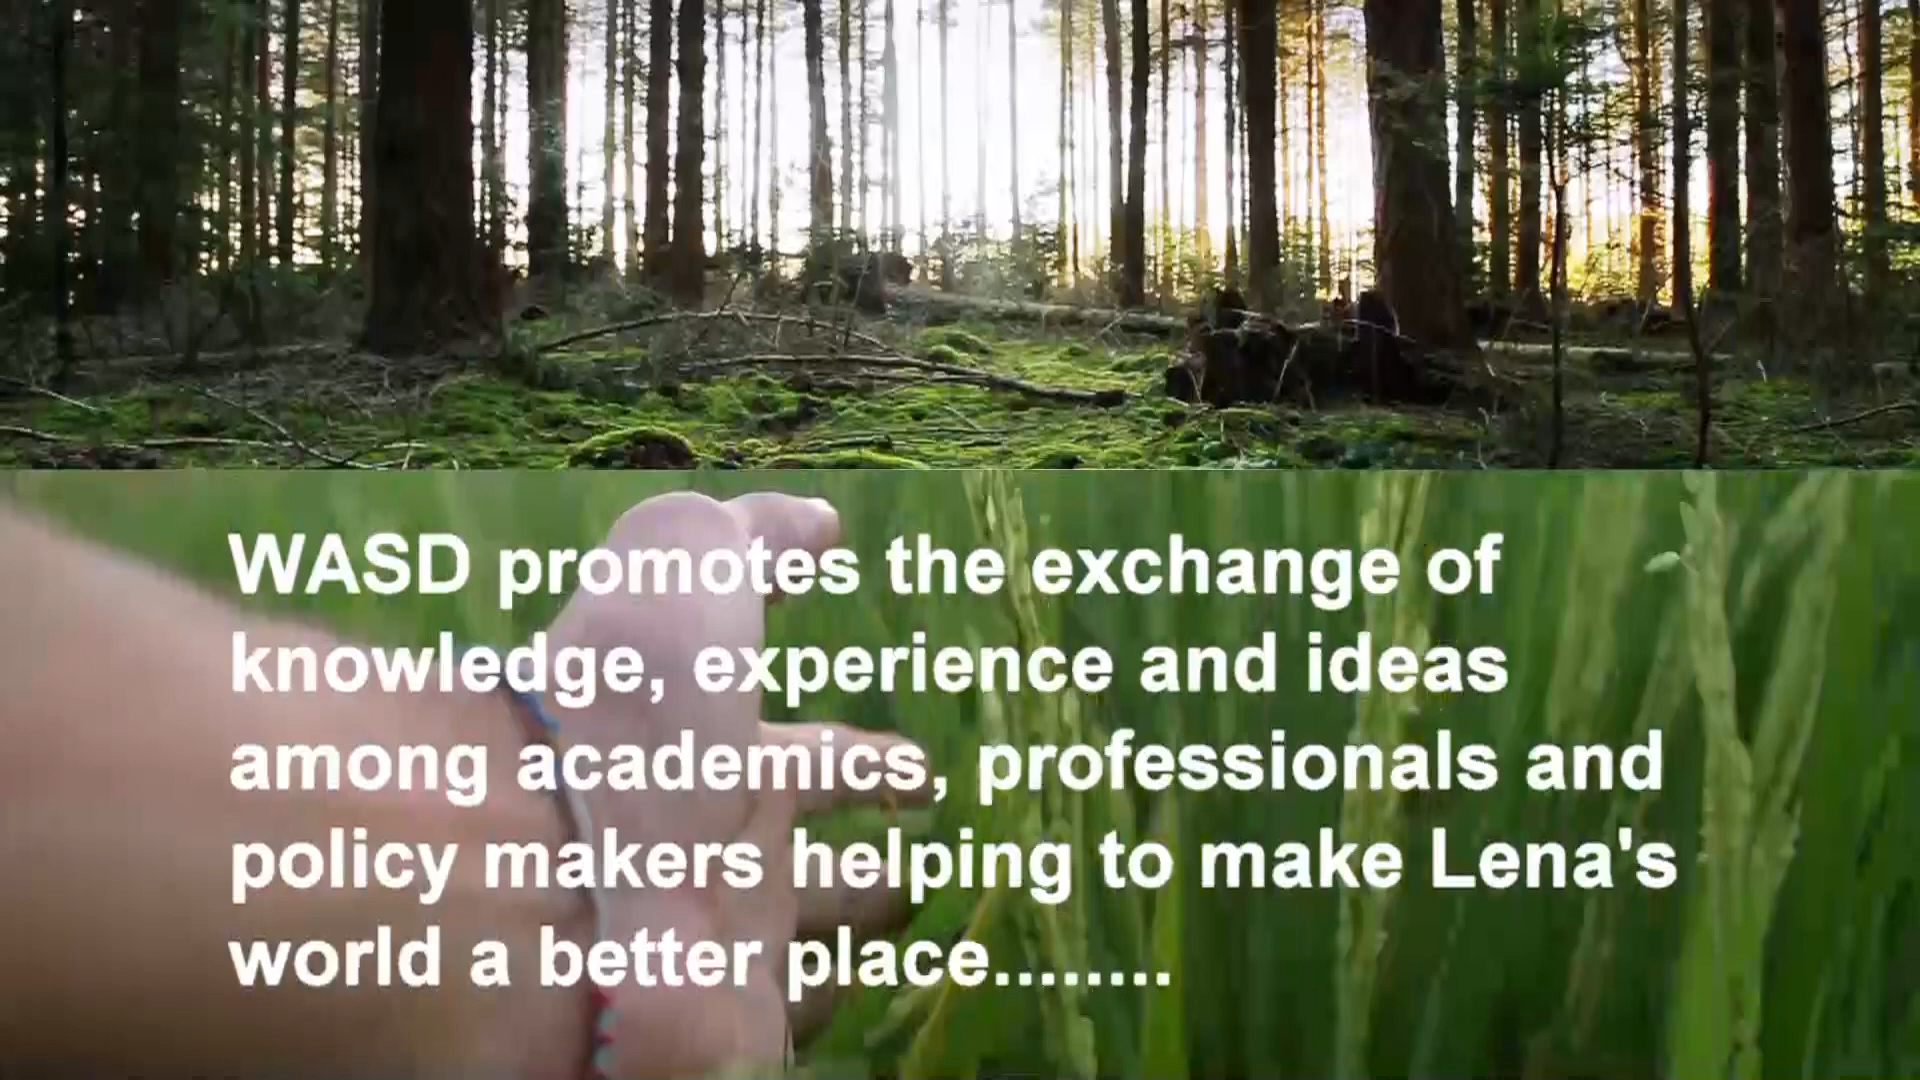 WASD promotes the exchange of
knowledge, experience and ideas
among academics, professionals and
policy makers helping to make Lena's
world a better place........